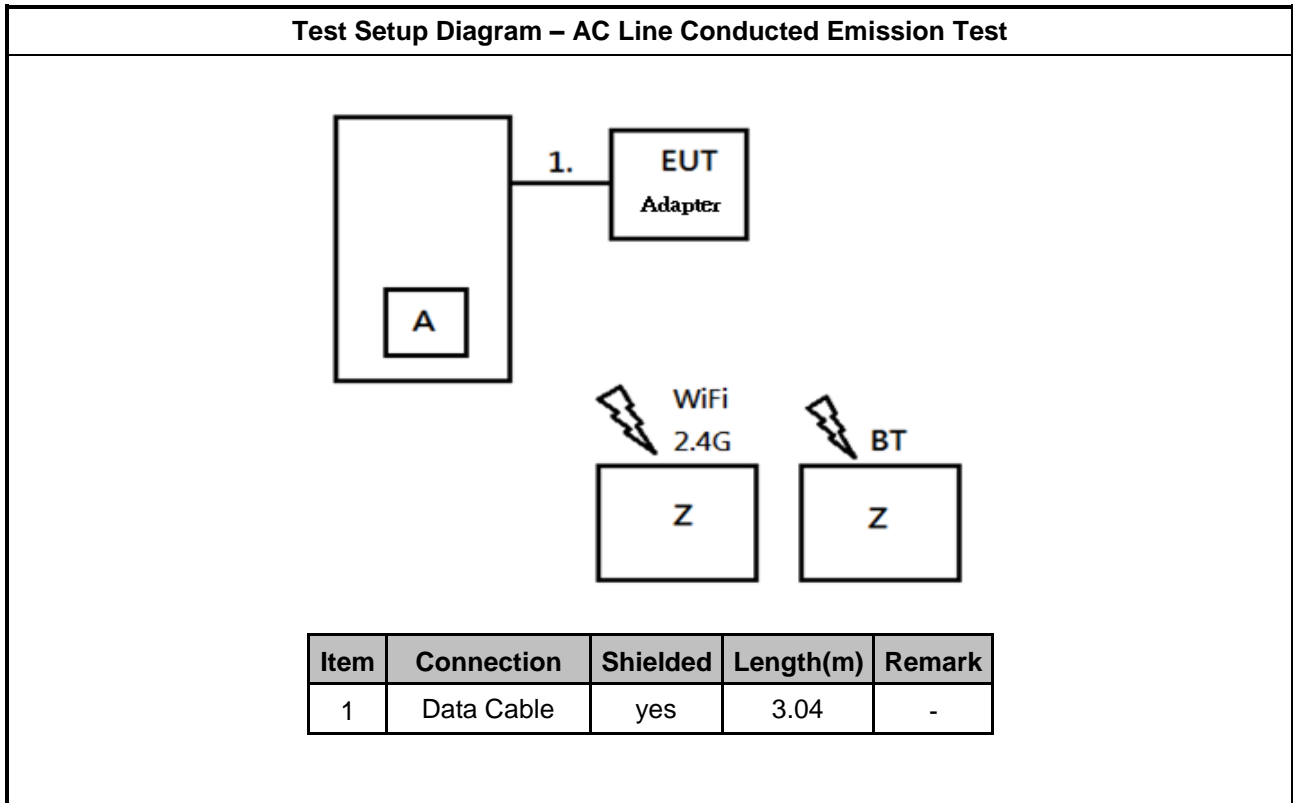 Test Setup Diagram – AC Line Conducted Emission Test
1.
EUT
Adapter
A
WiFi
2.4G
BT
Z
Z
Item Connection Shielded Length(m) Remark
1 Data Cable yes 3.04 -